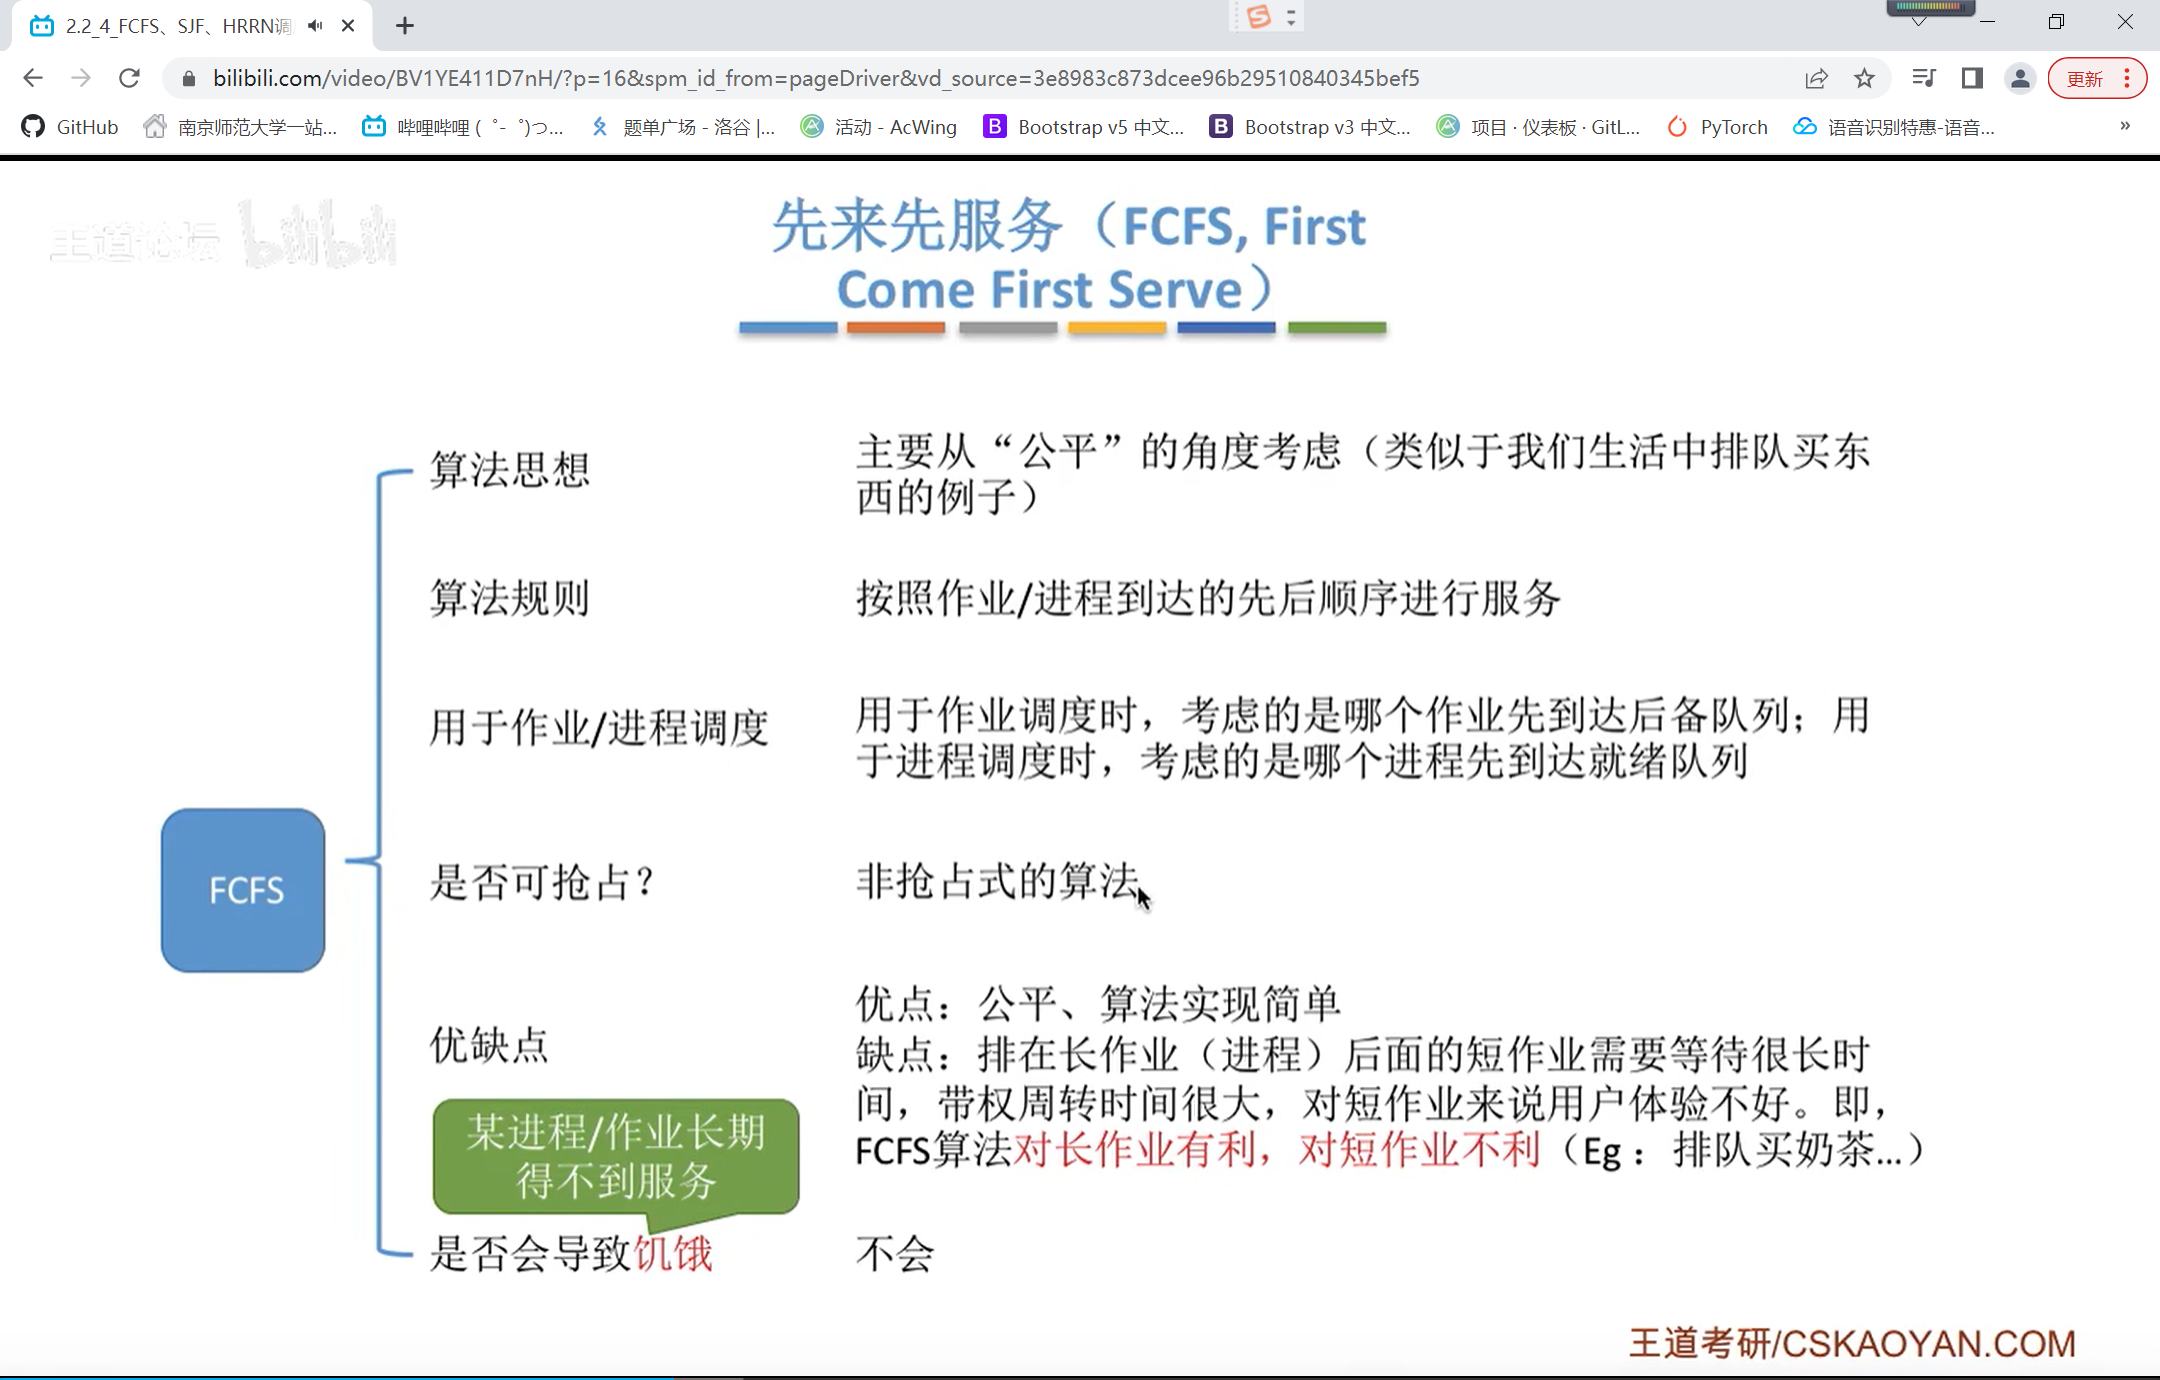 2.2_4_FCFS、SJF、HRRN调
bilibili.com/video/BV1YE411D7nH/?p=16&spm_id_from=pageDriver&vd_source=3e8983c873dcee96b29510840345bef5
更新
GitHub
南京师范大学一站...
哔哩哔哩 (゜-゜)つ...
题单广场 - 洛谷 |...
活动 - AcWing
Bootstrap v5 中文...
Bootstrap v3 中文...
项目 · 仪表板 · GitL...
PyTorch
语音识别特惠-语音...
»
王道论坛 bilibili
先来先服务（FCFS, First
Come First Serve）
算法思想
主要从“公平”的角度考虑（类似于我们生活中排队买东
西的例子）
算法规则
按照作业/进程到达的先后顺序进行服务
用于作业/进程调度
用于作业调度时，考虑的是哪个作业先到达后备队列；用
于进程调度时，考虑的是哪个进程先到达就绪队列
FCFS
是否可抢占？
非抢占式的算法
优缺点
优点：公平、算法实现简单
缺点：排在长作业（进程）后面的短作业需要等待很长时
间，带权周转时间很大，对短作业来说用户体验不好。即，
FCFS算法对长作业有利，对短作业不利（Eg：排队买奶茶...）
某进程/作业长期
得不到服务
是否会导致饥饿
不会
王道考研/CSKAOYAN.COM